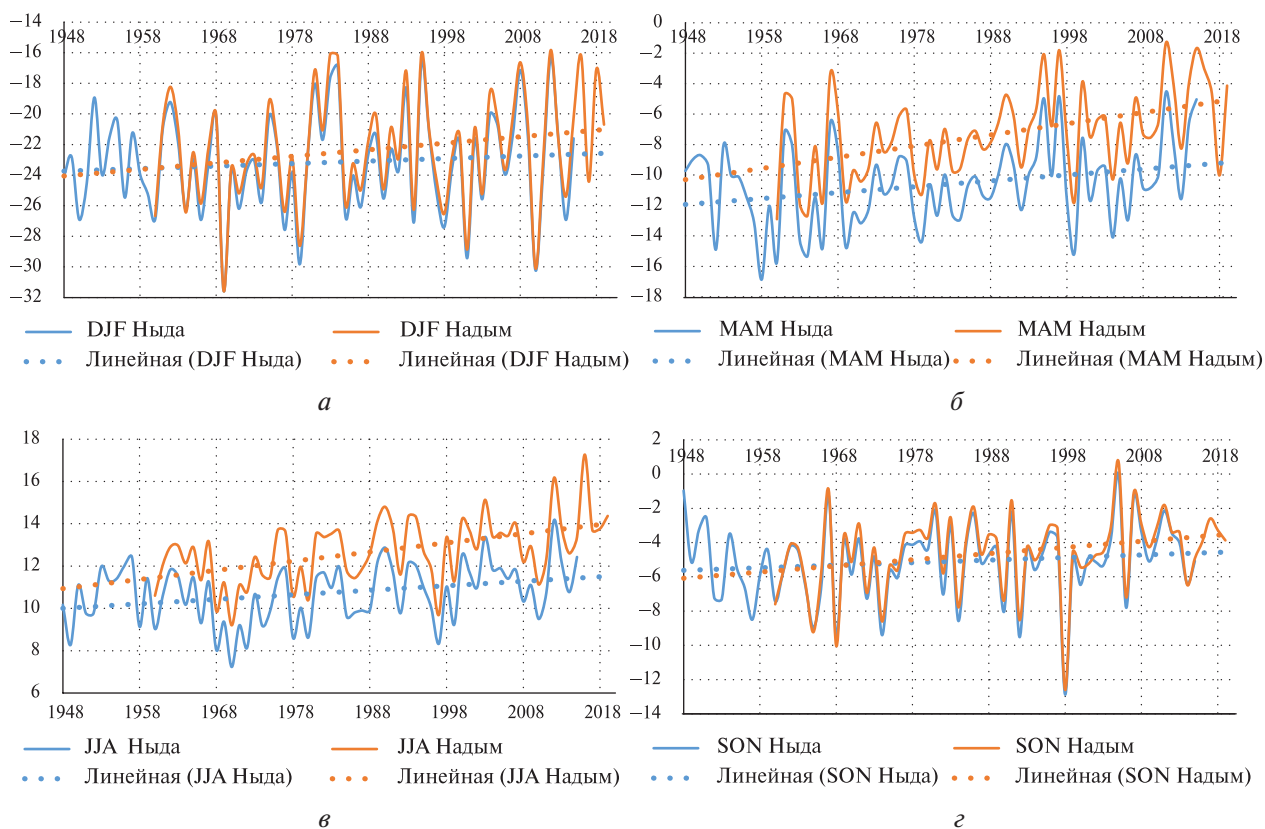 −14
1948 1958 1968 1978 1988 1998 2008 2018
−16
−18
−20
−22
−24
−26
−28
−30
−32
DJF Ныда DJF Надым
Линейная (DJF Ныда) Линейная (DJF Надым)
а
0
1948 1958 1968 1978 1988 1998 2008 2018
−2
−4
−6
−8
−10
−12
−14
−16
−18
МАМ Ныда МАМ Надым
Линейная (МАМ Ныда) Линейная (МАМ Надым)
б
18
16
14
12
10
8
6
1948 1958 1968 1978 1988 1998 2008 2018
JJA Ныда JJA Надым
Линейная (JJA Ныда) Линейная (JJA Надым)
в
2
1948 1958 1968 1978 1988 1998 2008 2018
0
−2
−4
−6
−8
−10
−12
−14
SON Ныда SON Надым
Линейная (SON Ныда) Линейная (SON Надым)
г